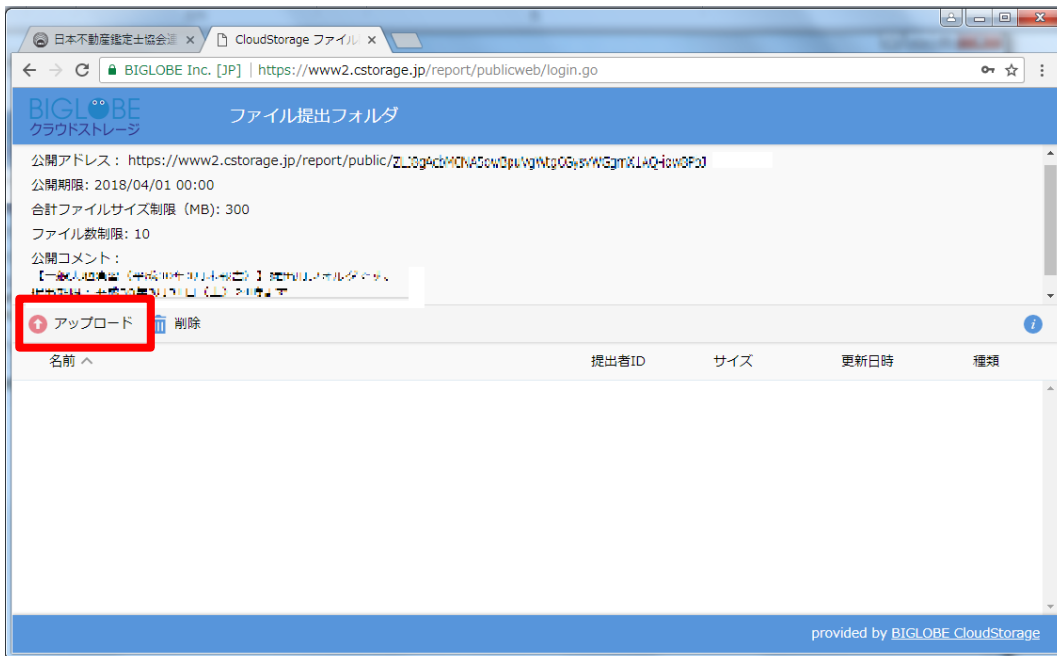 日本不動産鑑定士協会連 CloudStorage ファイル
BIGLOBE Inc. [JP] | https://www2.cstorage.jp/report/publicweb/login.go
BIGLOBE
クラウドストレージ
ファイル提出フォルダ
公開アドレス: https://www2.cstorage.jp/report/public/
公開期限: 2018/04/01 00:00
合計ファイルサイズ制限 (MB): 300
ファイル数制限: 10
公開コメント:
アップロード 削除
名前 提出者ID サイズ 更新日時 種類
provided by BIGLOBE CloudStorage